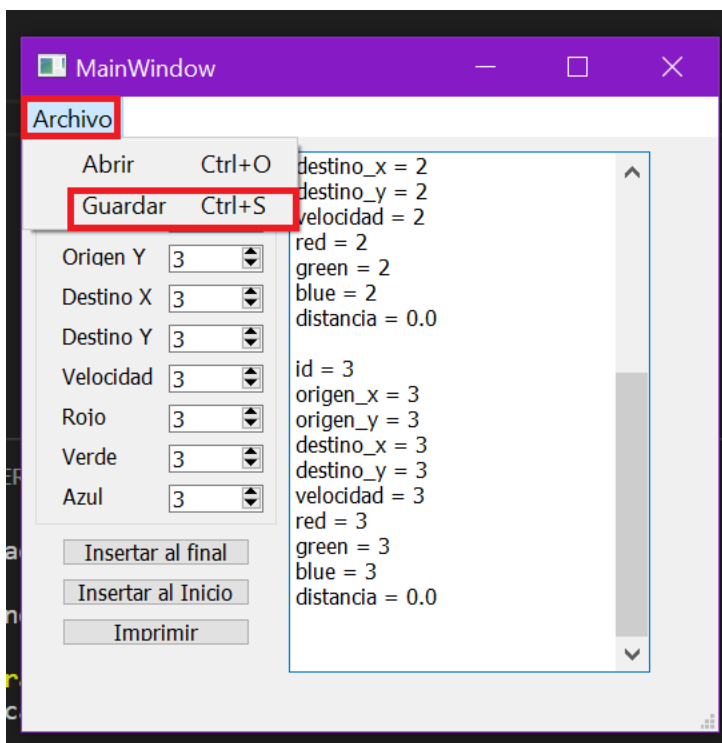 MainWindow
Archivo
Abrir Ctrl+O
Guardar Ctrl+S
Origen Y 3
Destino X 3
Destino Y 3
Velocidad 3
Rojo 3
Verde 3
Azul 3
Insertar al final
Insertar al Inicio
Imprimir
destino_x = 2
destino_y = 2
velocidad = 2
red = 2
green = 2
blue = 2
distancia = 0.0
id = 3
origen_x = 3
origen_y = 3
destino_x = 3
destino_y = 3
velocidad = 3
red = 3
green = 3
blue = 3
distancia = 0.0